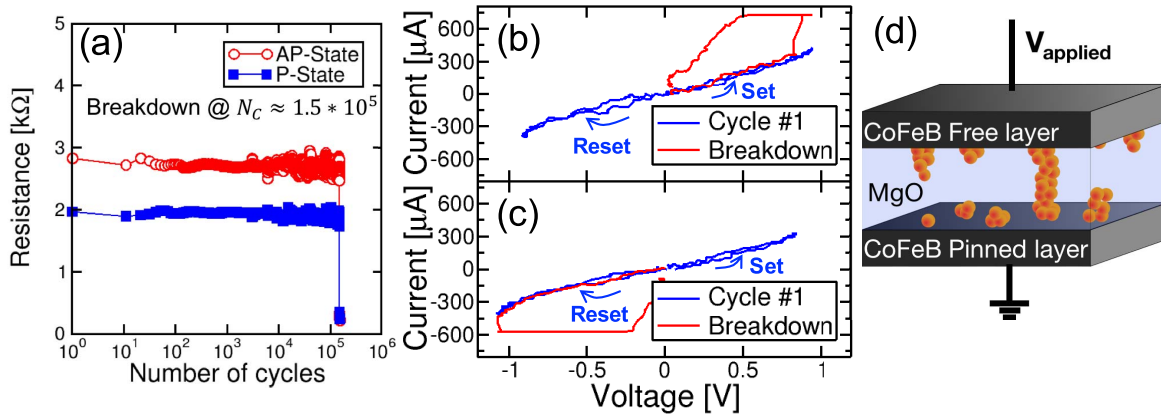 (a)
AP-State
P-State
Breakdown @ N_C ≈ 1.5 * 10^5
Resistance [kΩ]
5
4
3
2
1
0
10^0 10^1 10^2 10^3 10^4 10^5 10^6
Number of cycles
(b)
Current [µA]
600
300
0
-300
-600
Set
Reset
Cycle #1
Breakdown
(c)
Current [µA]
600
300
0
-300
-600
Set
Reset
Cycle #1
Breakdown
-1 -0.5 0 0.5 1
Voltage [V]
(d)
V_applied
CoFeB Free layer
MgO
CoFeB Pinned layer